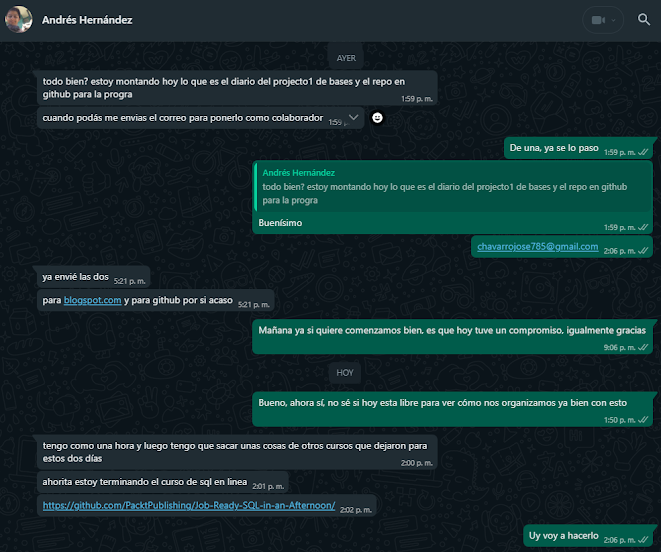 Andrés Hernández
AYER
todo bien? estoy montando hoy lo que es el diario del projecto1 de bases y el repo en
github para la progra
1:59 p. m.
cuando podás me envias el correo para ponerlo como colaborador
1:59 p.
De una, ya se lo paso
1:59 p. m.
Andrés Hernández
todo bien? estoy montando hoy lo que es el diario del projecto1 de bases y el repo en github
para la progra
Buenísimo
1:59 p. m.
chavarrojose785@gmail.com
2:06 p. m.
ya envié las dos
5:21 p. m.
para blogspot.com y para github por si acaso
5:21 p. m.
Mañana ya si quiere comenzamos bien, es que hoy tuve un compromiso, igualmente gracias
9:06 p. m.
HOY
Bueno, ahora sí, no sé si hoy esta libre para ver cómo nos organizamos ya bien con esto
1:50 p. m.
tengo como una hora y luego tengo que sacar unas cosas de otros cursos que dejaron para
estos dos días
2:00 p. m.
ahorita estoy terminando el curso de sql en linea
2:01 p. m.
https://github.com/PacktPublishing/Job-Ready-SQL-in-an-Afternoon/
2:02 p. m.
Uy voy a hacerlo
2:06 p. m.